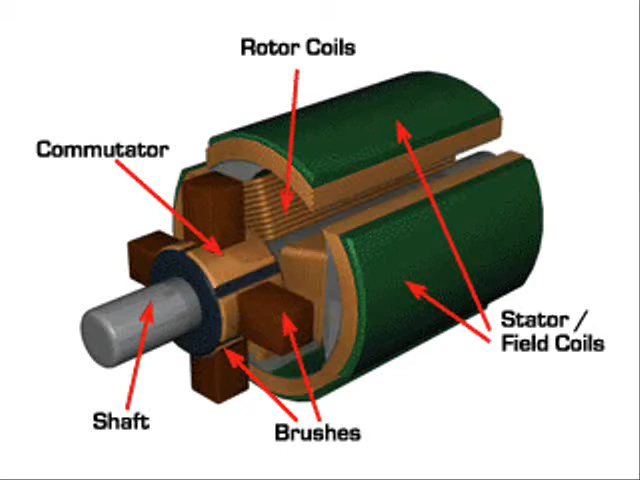 Rotor Coils
Commutator
Stator /
Field Coils
Shaft
Brushes